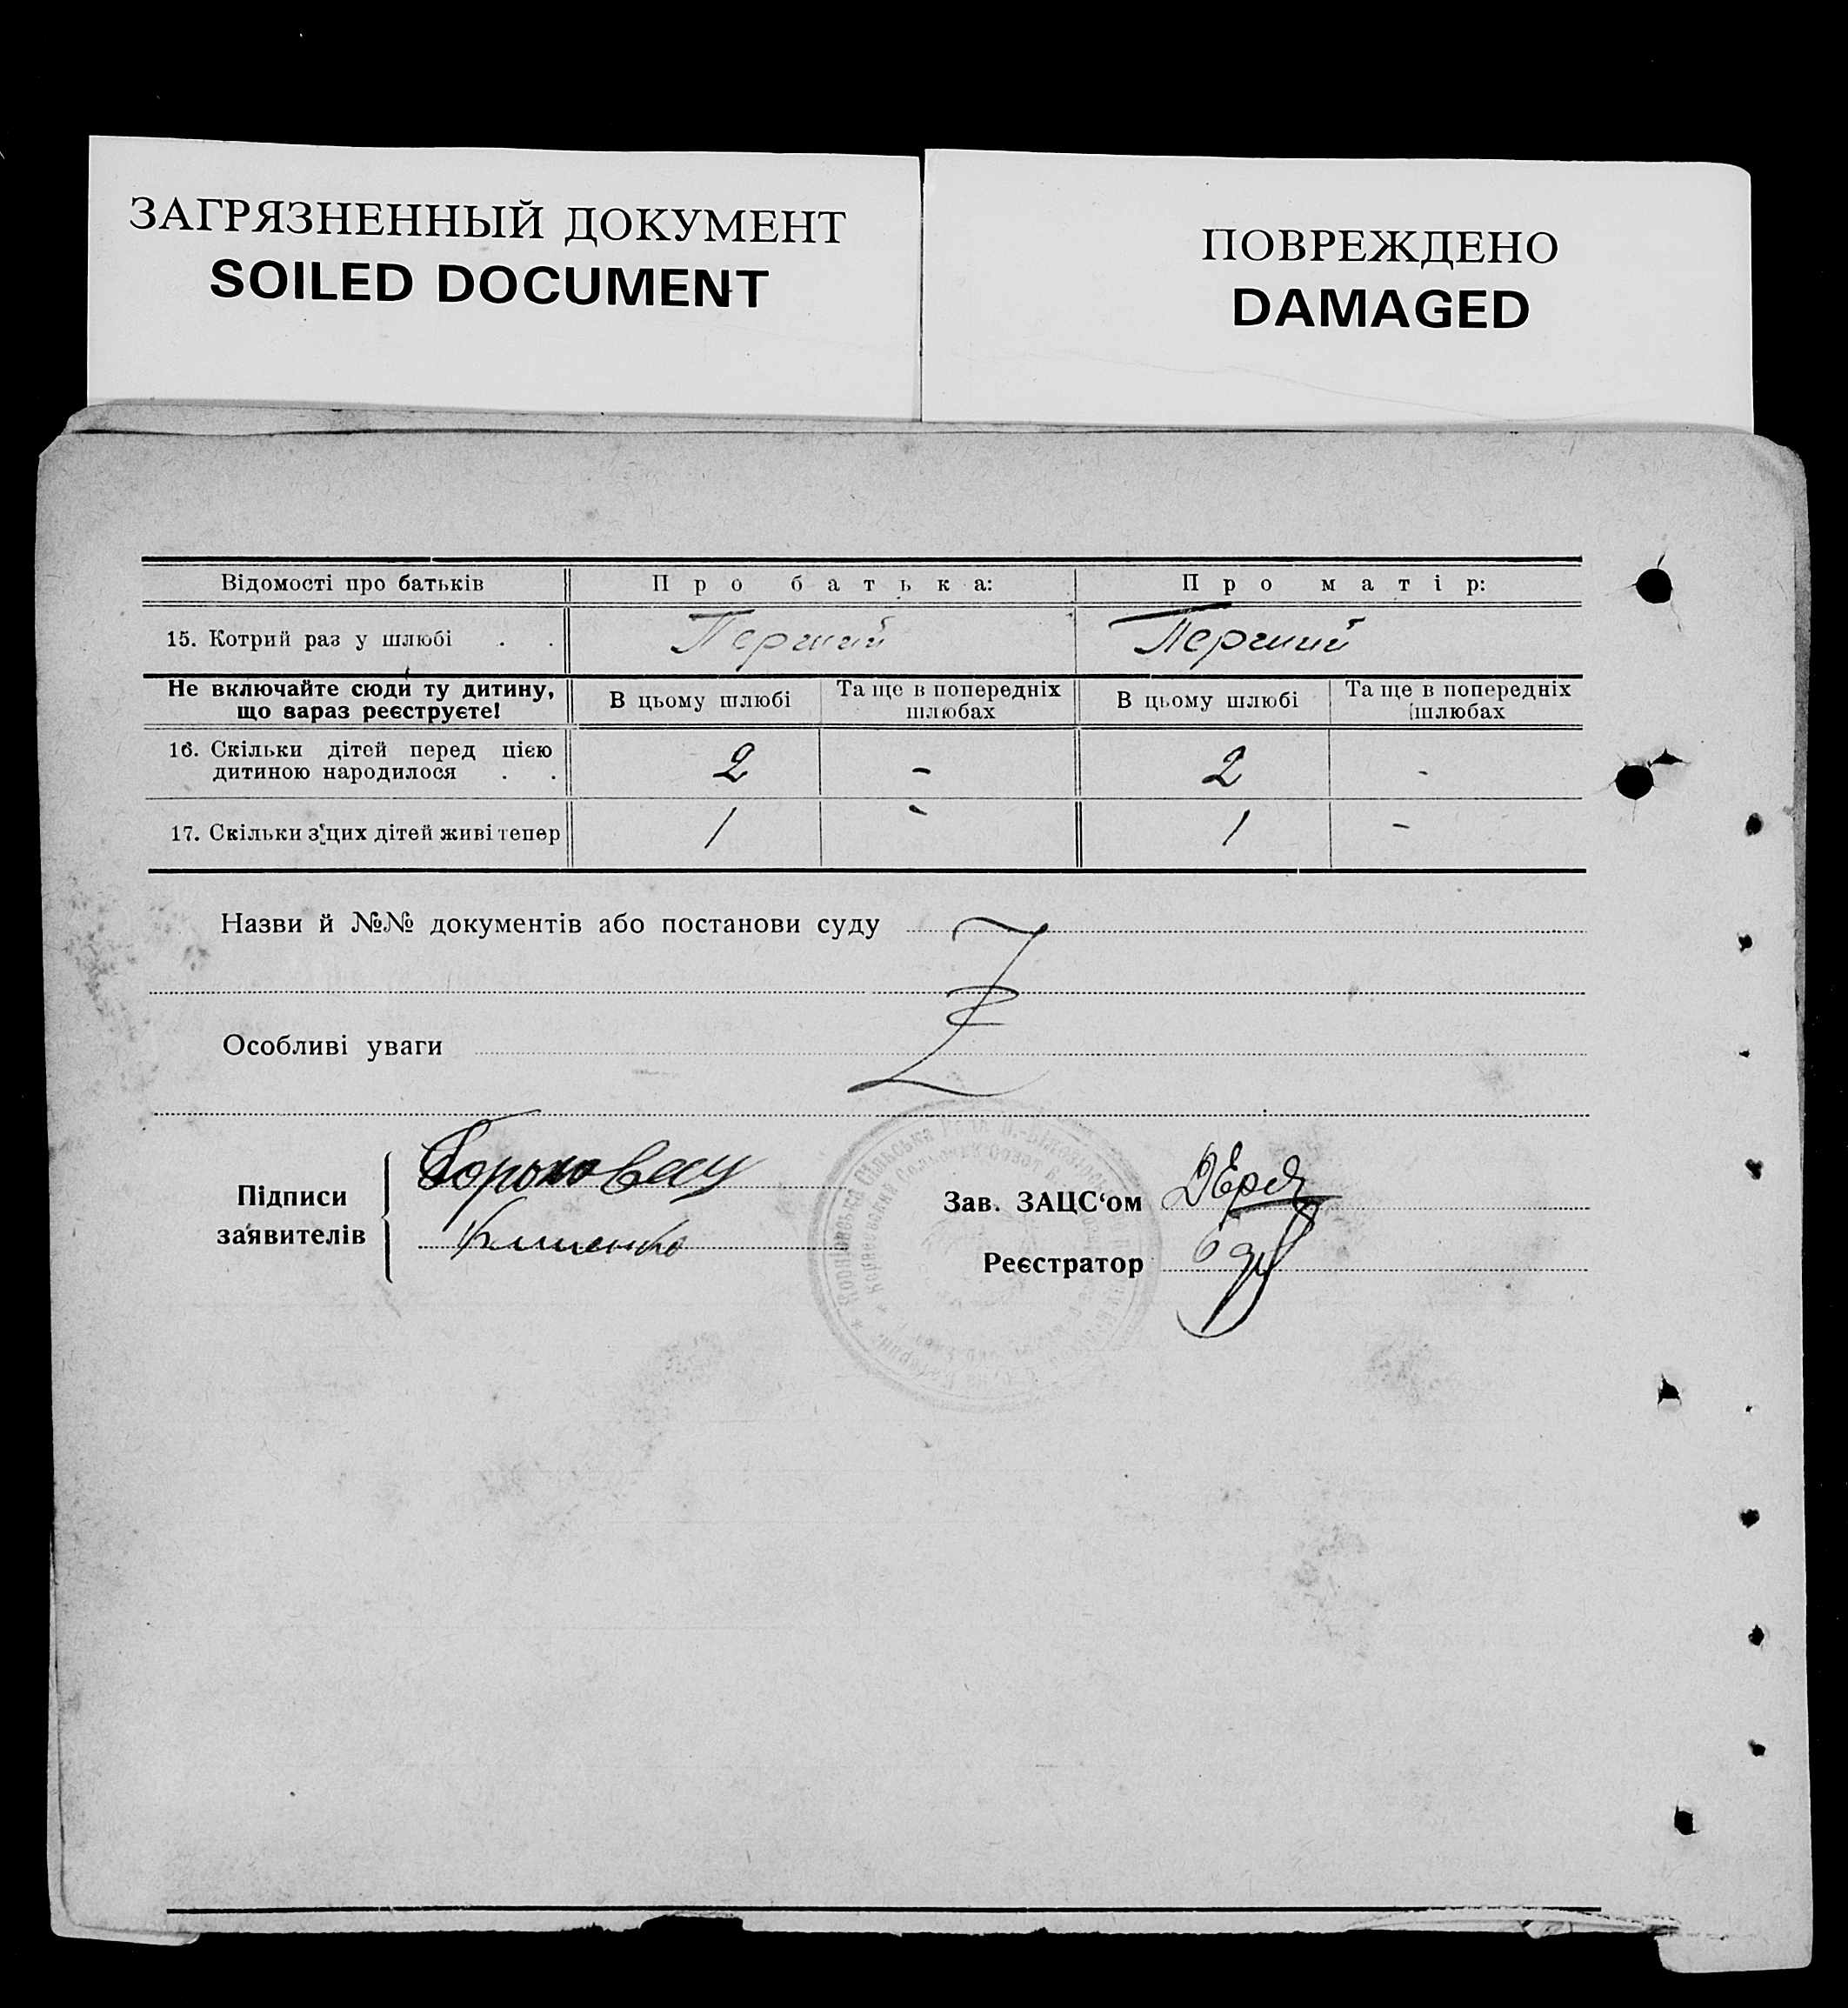 ЗАГРЯЗНЕННЫЙ ДОКУМЕНТ
SOILED DOCUMENT
ПОВРЕЖДЕНО
DAMAGED
Відомості про батьків Про батька: Про матір:
15. Котрий раз у шлюбі . . Перший Перший
Не включайте сюди ту дитину, що зараз реєструєте! В цьому шлюбі Та ще в попередніх шлюбах В цьому шлюбі Та ще в попередніх шлюбах
16. Скільки дітей перед цією дитиною народилося . . 2 - 2 -
17. Скільки з цих дітей живі тепер 1 - 1 -
Назви й №№ документів або постанови суду
Особливі уваги
Підписи заявителів
Клименко
Зав. ЗАЦС‘ом
Реєстратор